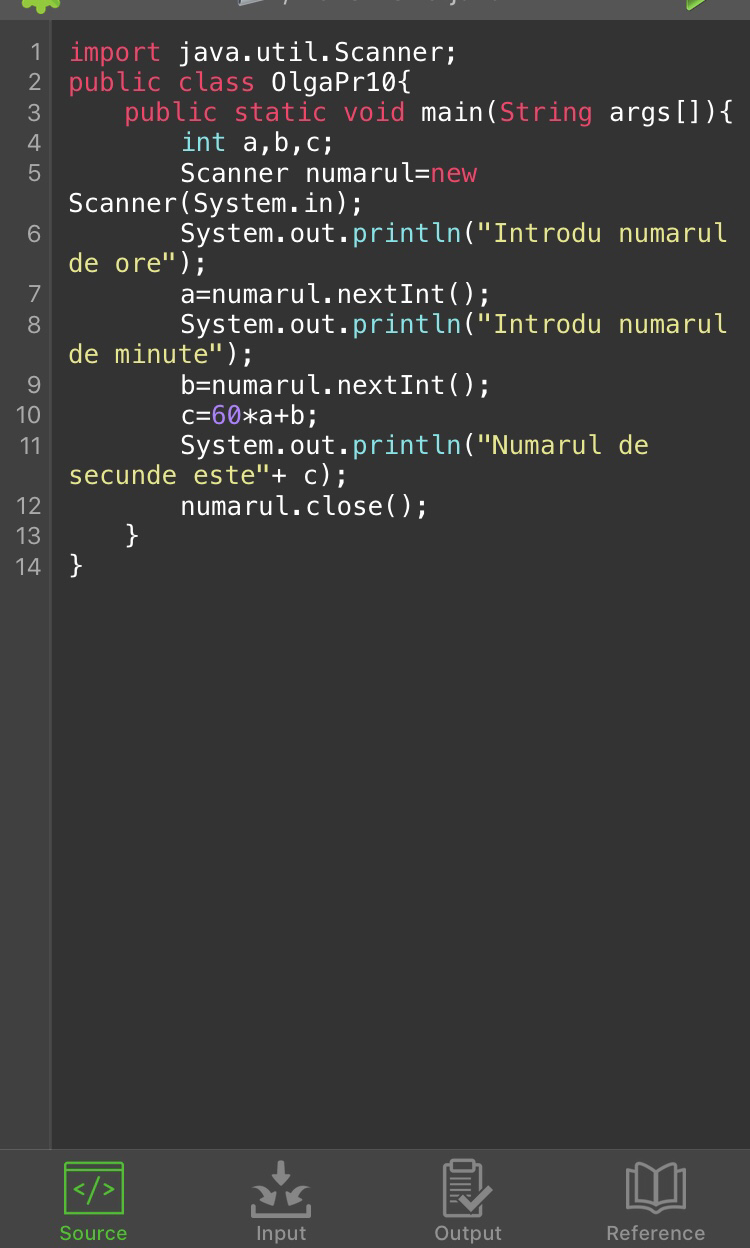 1 import java.util.Scanner;
2 public class OlgaPr10{
3 public static void main(String args[]){
4 int a,b,c;
5 Scanner numarul=new
Scanner(System.in);
6 System.out.println("Introdu numarul
de ore");
7 a=numarul.nextInt();
8 System.out.println("Introdu numarul
de minute");
9 b=numarul.nextInt();
10 c=60*a+b;
11 System.out.println("Numarul de
secunde este"+ c);
12 numarul.close();
13 }
14 }
Source Input Output Reference